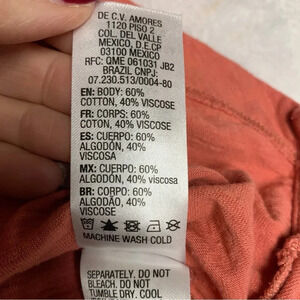 DE C.V. AMORES
1120 PISO 2
COL. DEL VALLE
MEXICO, D.E.CP
03100 MEXICO
RFC: QME 061031 JB2
BRAZIL CNPJ:
07.230.513/0004-80
EN: BODY: 60%
COTTON, 40% VISCOSE
FR: CORPS: 60%
COTON, 40% VISCOSE
ES: CUERPO: 60%
ALGODÓN, 40%
VISCOSA
MX: CUERPO: 60%
ALGODÓN, 40% viscosa
BR: CORPO: 60%
ALGODÃO, 40%
VISCOSE
MACHINE WASH COLD
SEPARATELY. DO NOT
BLEACH. DO NOT
TUMBLE DRY. COOL